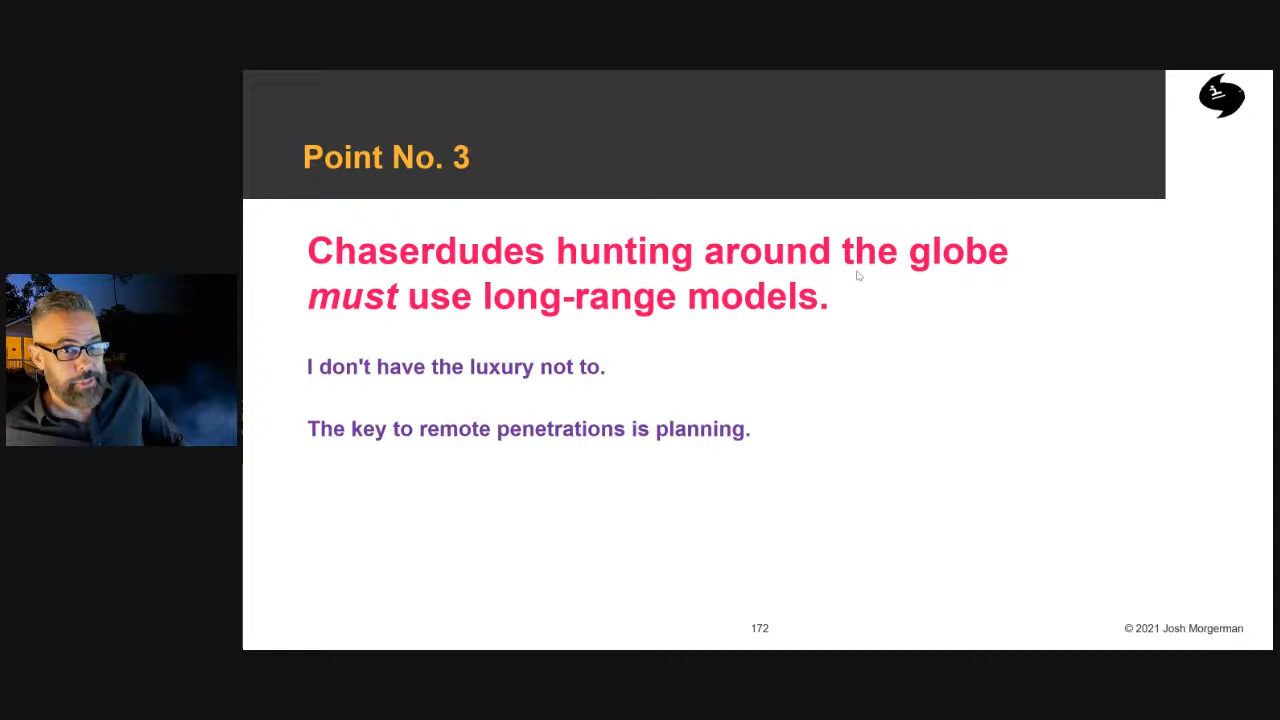 Point No. 3
Chaserdudes hunting around the globe
must use long-range models.
I don't have the luxury not to.
The key to remote penetrations is planning.
172
© 2021 Josh Morgerman